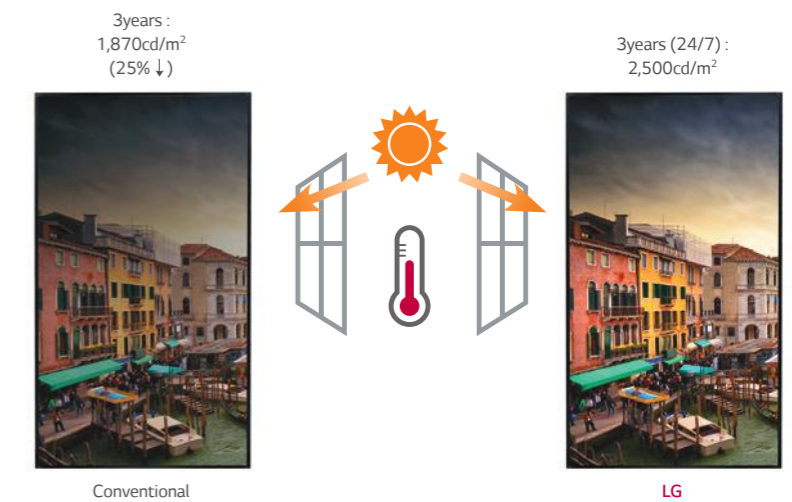 3years :
1,870cd/m²
(25%↓)
3years (24/7) :
2,500cd/m²
Conventional
LG